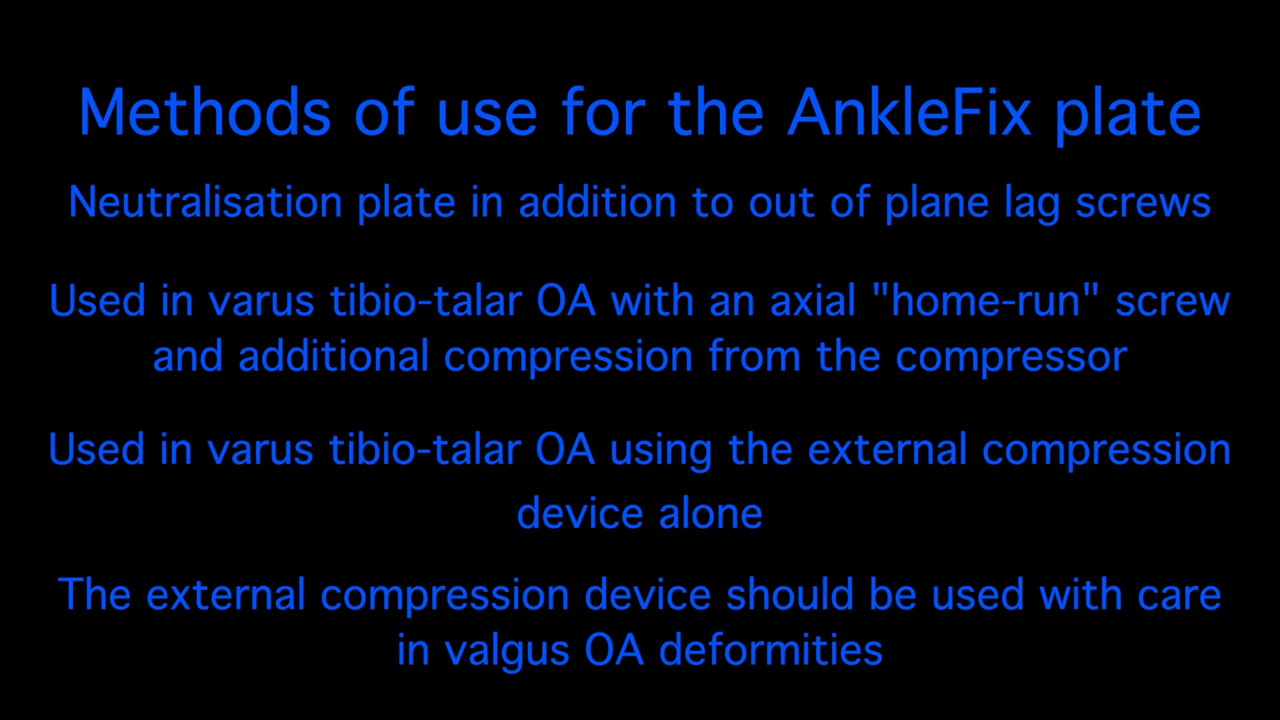 Methods of use for the AnkleFix plate
Neutralisation plate in addition to out of plane lag screws
Used in varus tibio-talar OA with an axial "home-run" screw
and additional compression from the compressor
Used in varus tibio-talar OA using the external compression
device alone
The external compression device should be used with care
in valgus OA deformities